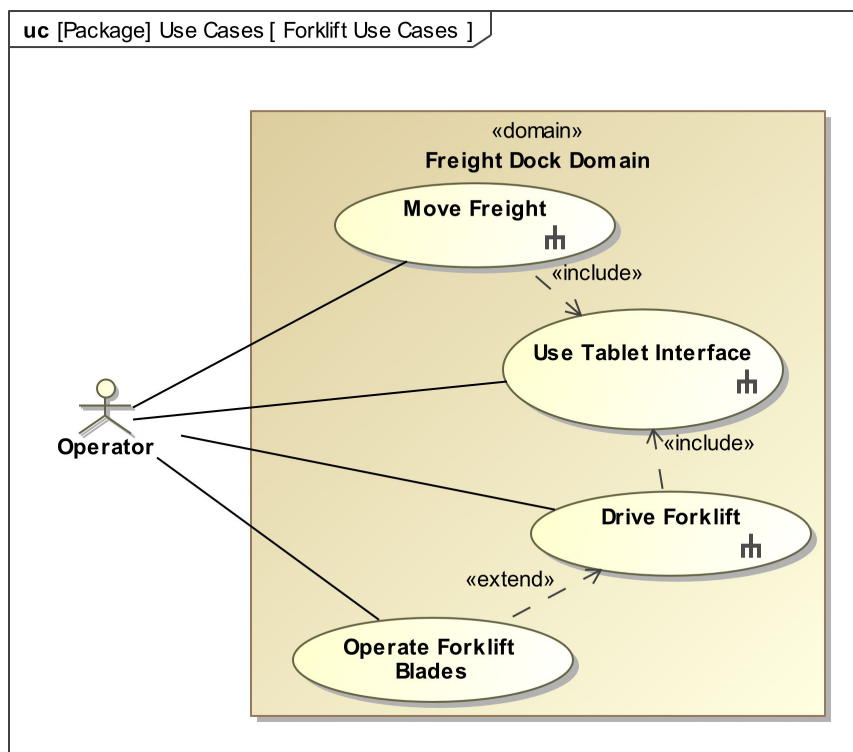 uc [Package] Use Cases [ Forklift Use Cases ]
«domain»
Freight Dock Domain
Move Freight
«include»
Use Tablet Interface
Operator
«include»
Drive Forklift
«extend»
Operate Forklift
Blades